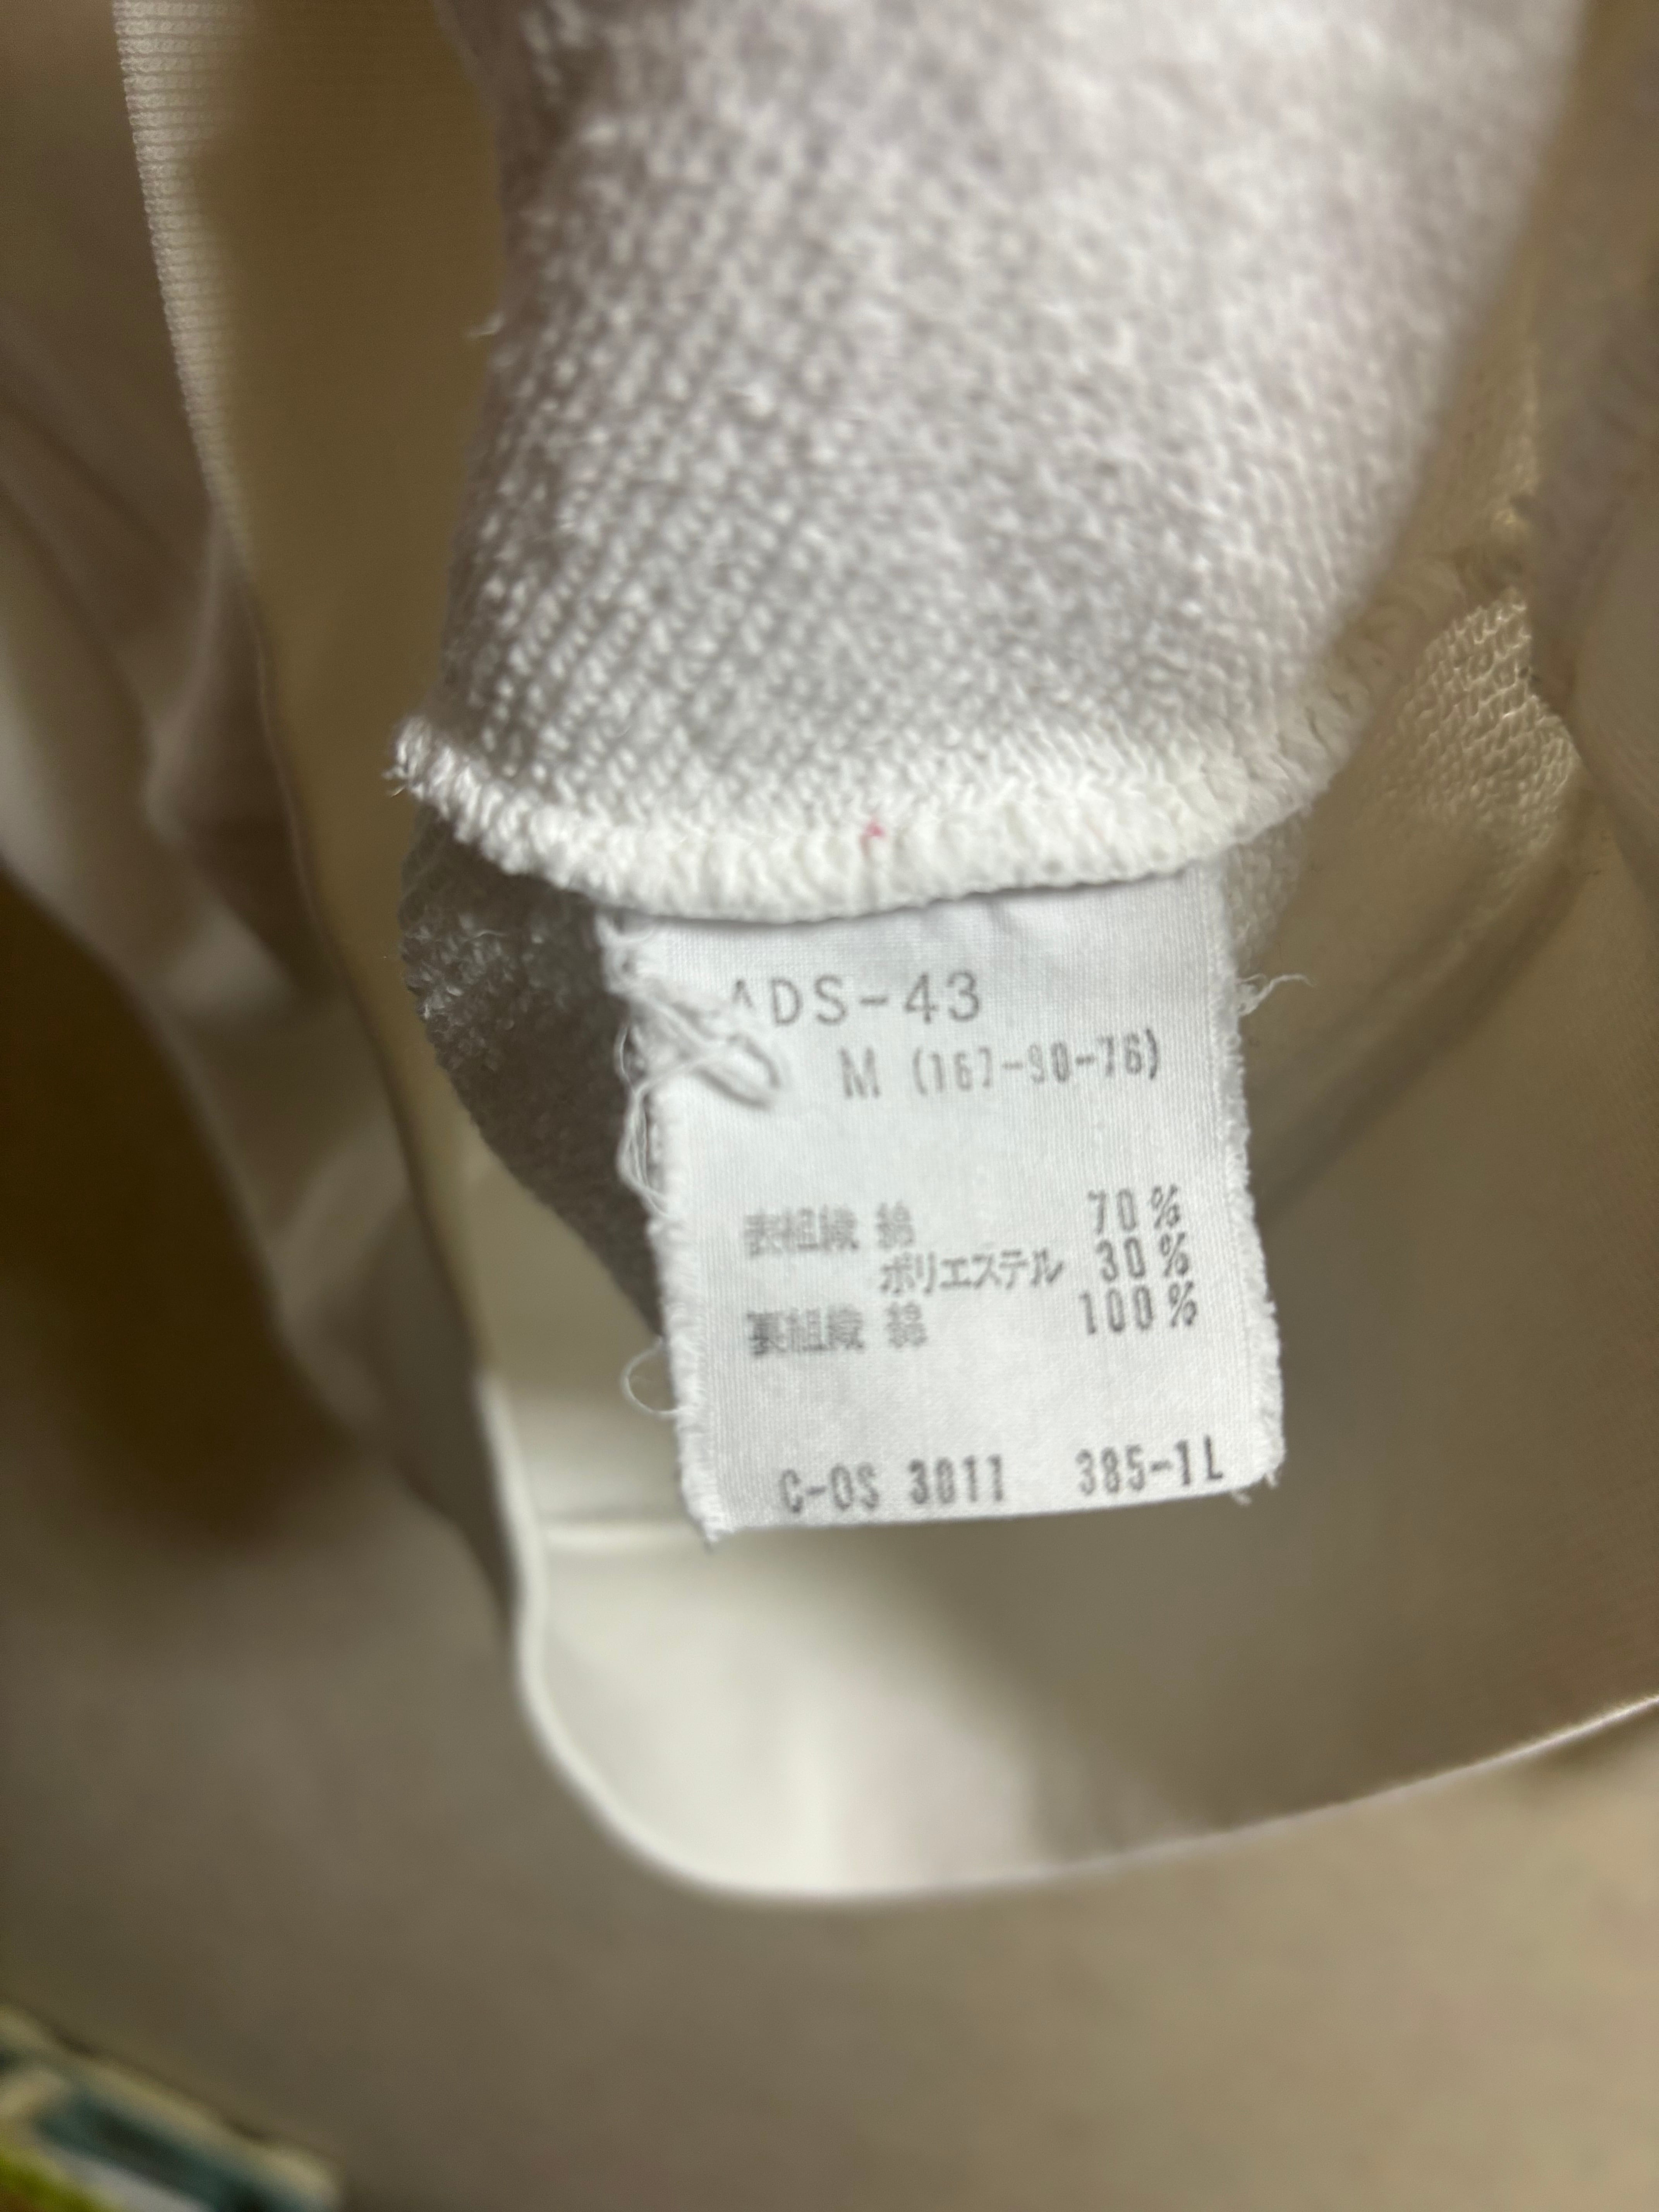 ADS-43
M (167-90-76)
表組織 綿 70%
ポリエステル 30%
裏組織 綿 100%
C-OS 3011 385-1L